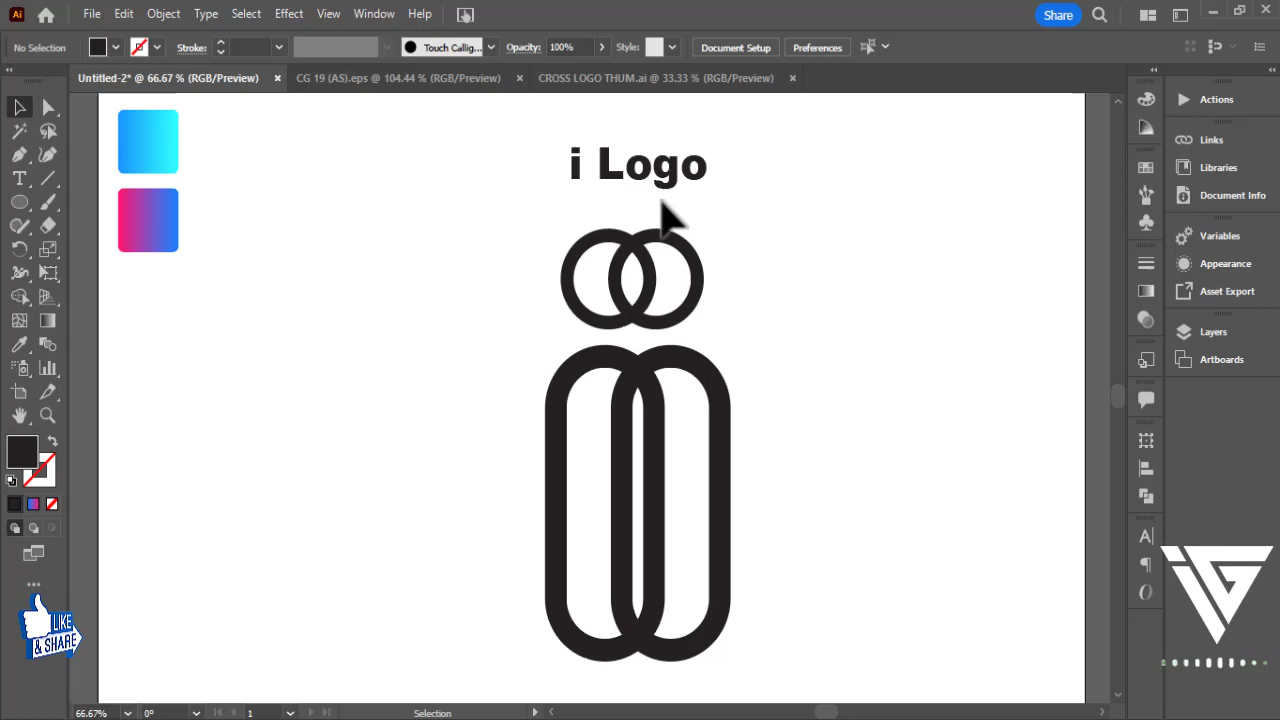 Ai File Edit Object Type Select Effect View Window Help Share
No Selection Stroke: Touch Callig... Opacity: 100% Style: Document Setup Preferences
Untitled-2* @ 66.67 % (RGB/Preview) × CG 19 (AS).eps @ 104.44 % (RGB/Preview) × CROSS LOGO THUM.ai @ 33.33 % (RGB/Preview) ×
Actions
Links
Libraries
Document Info
Variables
Appearance
Asset Export
Layers
Artboards
i Logo
LIKE
& SHARE
iG
66.67% 0° 1 Selection